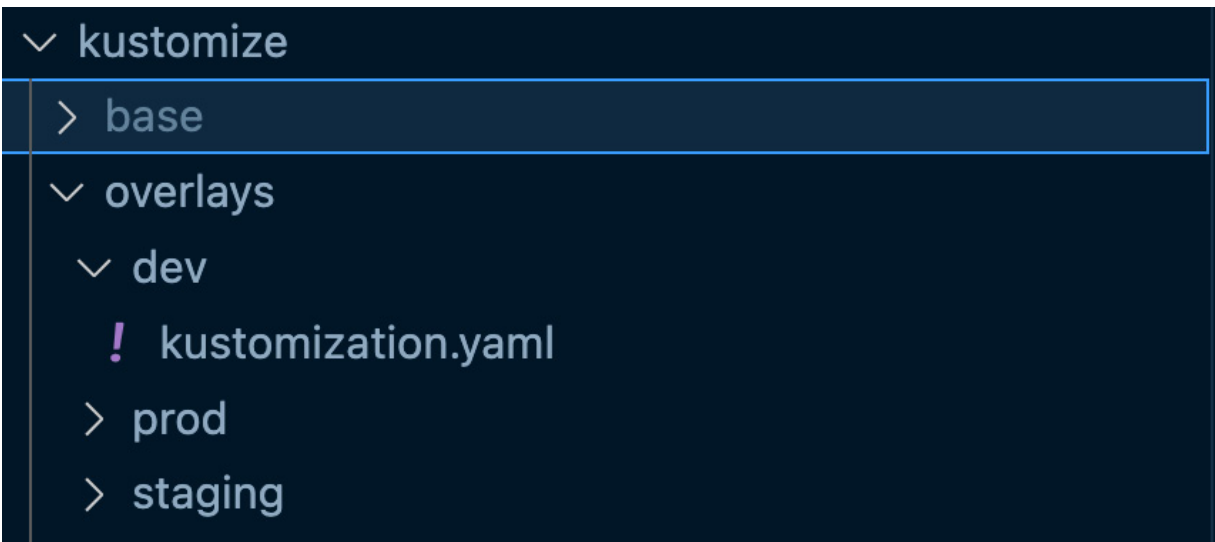 kustomize
base
overlays
dev
! kustomization.yaml
prod
staging